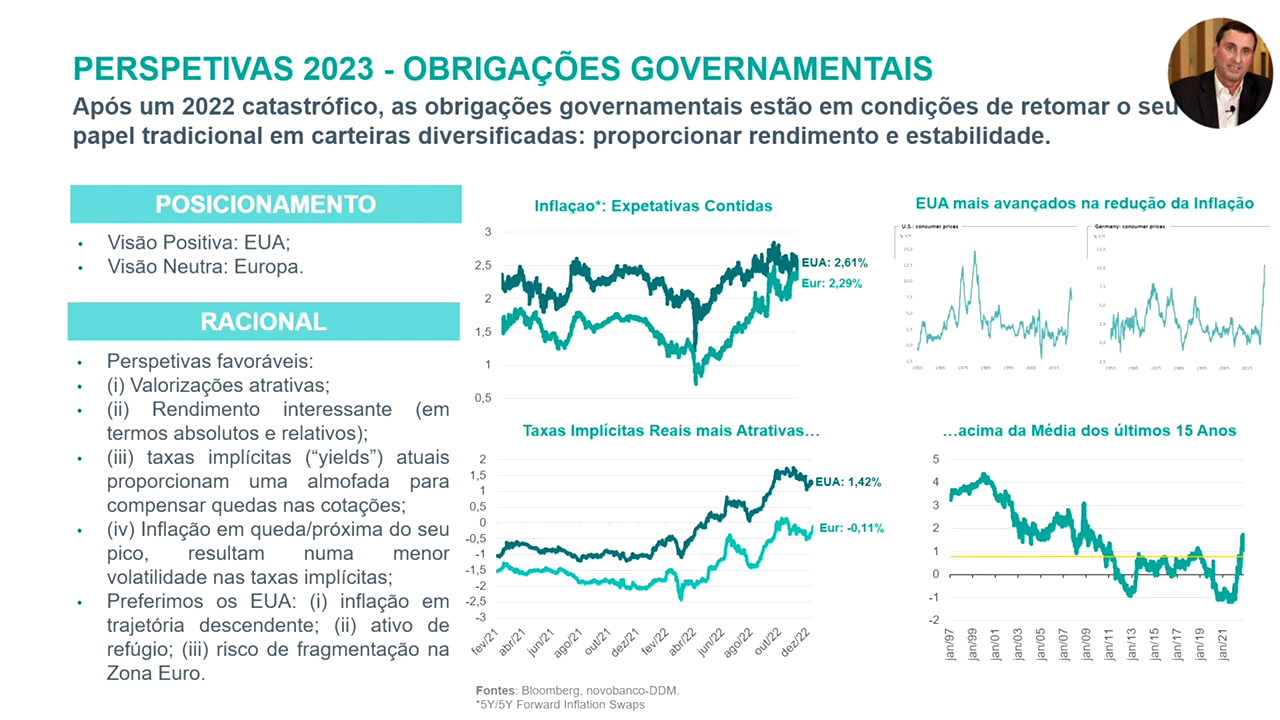 PERSPETIVAS 2023 - OBRIGAÇÕES GOVERNAMENTAIS
Após um 2022 catastrófico, as obrigações governamentais estão em condições de retomar o seu
papel tradicional em carteiras diversificadas: proporcionar rendimento e estabilidade.
POSICIONAMENTO
• Visão Positiva: EUA;
• Visão Neutra: Europa.
RACIONAL
• Perspetivas favoráveis:
• (i) Valorizações atrativas;
• (ii) Rendimento interessante (em
termos absolutos e relativos);
• (iii) taxas implícitas (“yields”) atuais
proporcionam uma almofada para
compensar quedas nas cotações;
• (iv) Inflação em queda/próxima do seu
pico, resultam numa menor
volatilidade nas taxas implícitas;
• Preferimos os EUA: (i) inflação em
trajetória descendente; (ii) ativo de
refúgio; (iii) risco de fragmentação na
Zona Euro.
Inflaçao*: Expetativas Contidas
3
2,5
2
1,5
1
0,5
EUA: 2,61%
Eur: 2,29%
EUA mais avançados na redução da Inflação
U.S.: consumer prices
Germany: consumer prices
Taxas Implícitas Reais mais Atrativas…
2
1,5
1
0,5
0
-0,5
-1
-1,5
-2
-2,5
-3
EUA: 1,42%
Eur: -0,11%
fev/21 abr/21 jun/21 ago/21 out/21 dez/21 fev/22 abr/22 jun/22 ago/22 out/22 dez/22
…acima da Média dos últimos 15 Anos
5
4
3
2
1
0
-1
-2
jan/97 jan/99 jan/01 jan/03 jan/05 jan/07 jan/09 jan/11 jan/13 jan/15 jan/17 jan/19 jan/21
Fontes: Bloomberg, novobanco-DDM.
*5Y/5Y Forward Inflation Swaps